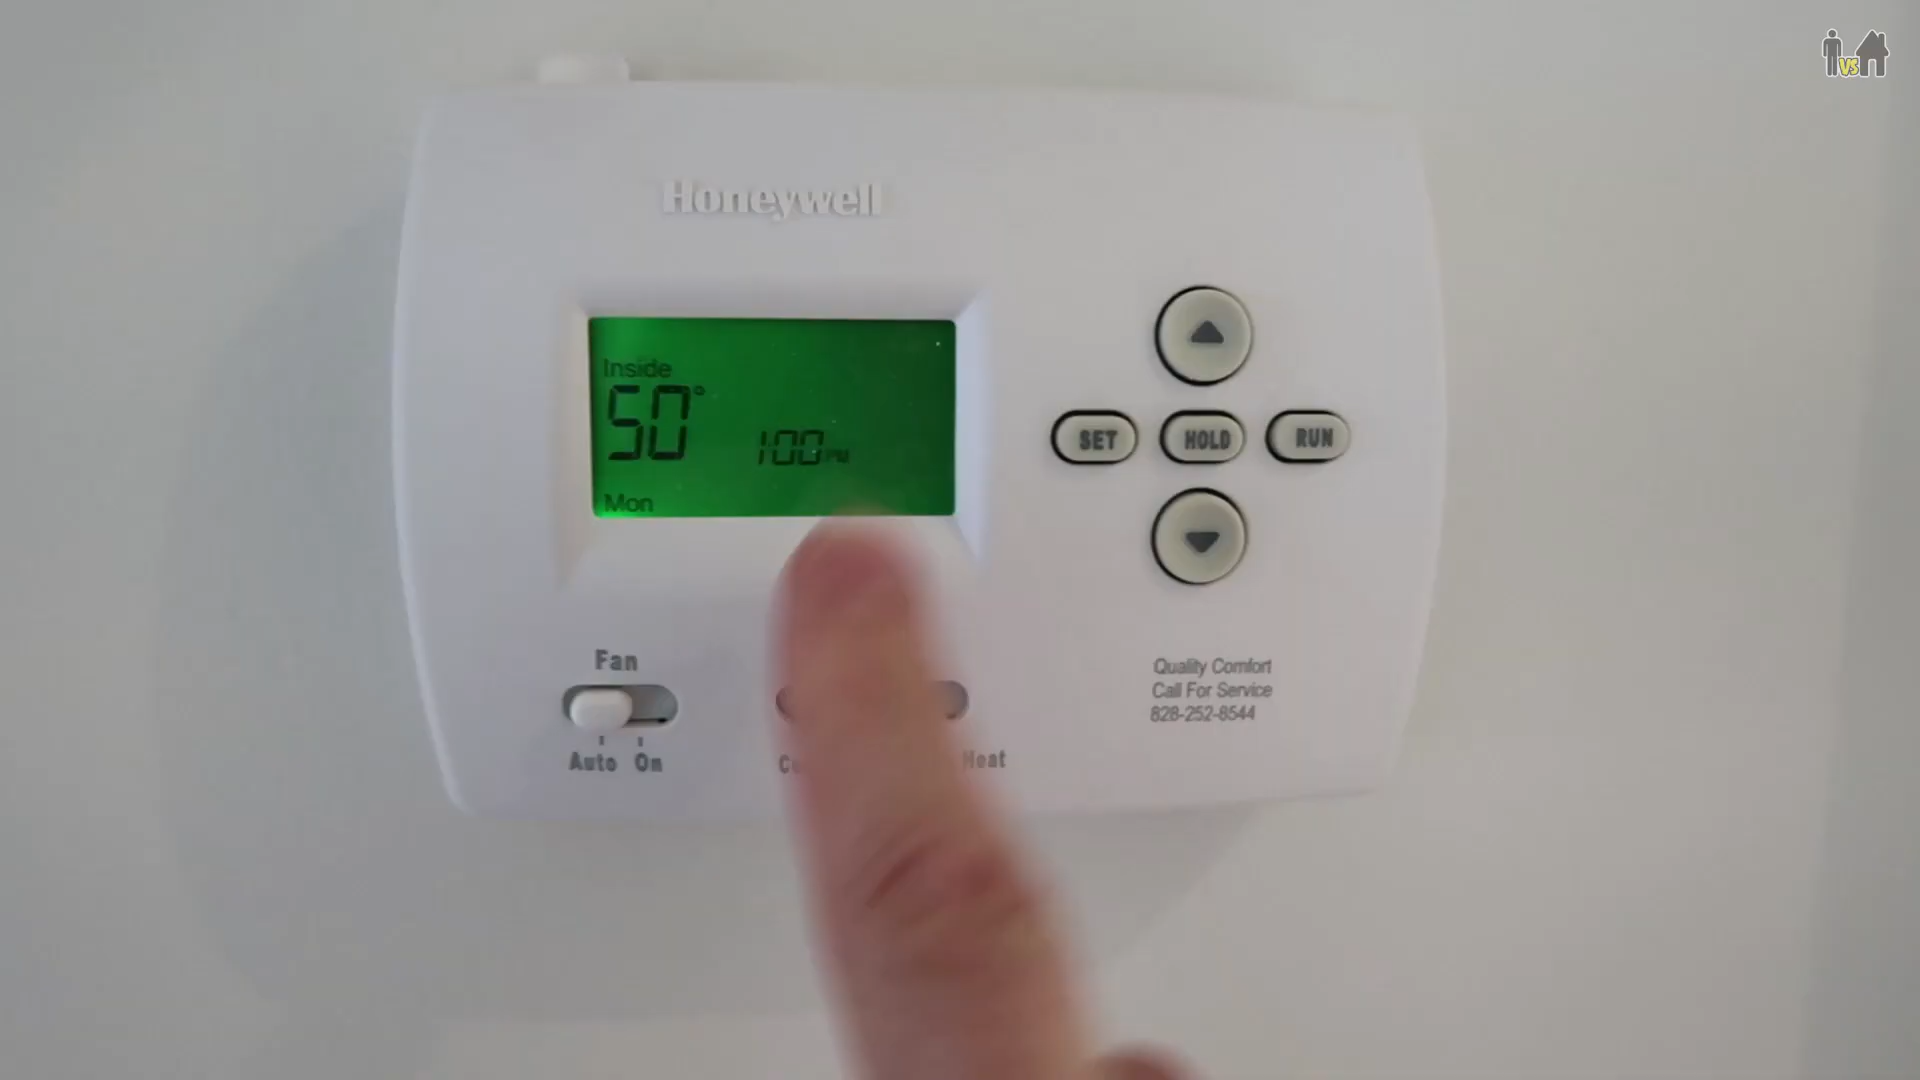 VS
Honeywell
Inside
50°
1:00 PM
Mon
SET HOLD RUN
Fan
Auto On
Heat
Quality Comfort
Call For Service
828-252-8544